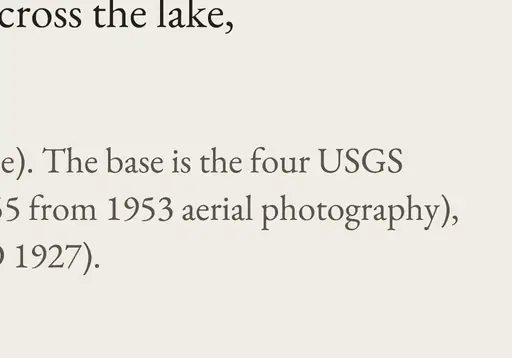 cross the lake,
e). The base is the four USGS
5 from 1953 aerial photography),
1927).